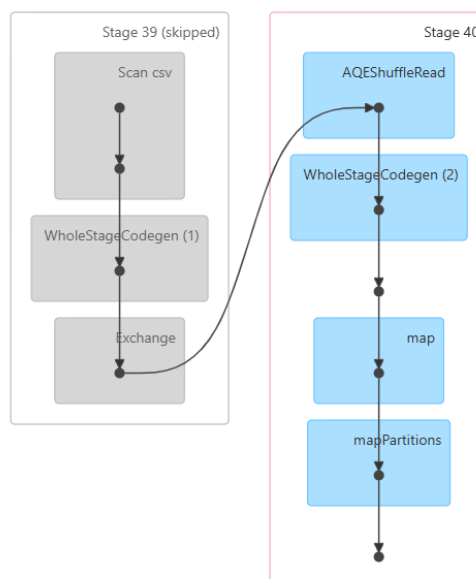 Stage 39 (skipped)
Scan csv
WholeStageCodegen (1)
Exchange
Stage 40
AQEShuffleRead
WholeStageCodegen (2)
map
mapPartitions